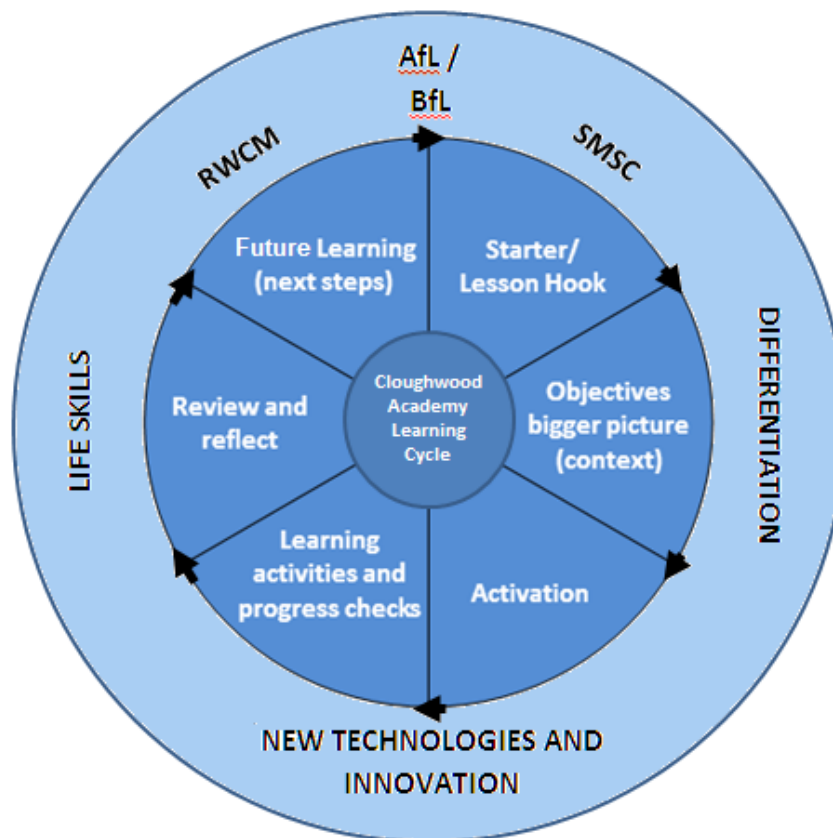 AfL /
BfL
SMSC
DIFFERENTIATION
NEW TECHNOLOGIES AND
INNOVATION
LIFE SKILLS
RWCM
Starter/
Lesson Hook
Objectives
bigger picture
(context)
Activation
Learning
activities and
progress checks
Review and
reflect
Future Learning
(next steps)
Cloughwood
Academy
Learning
Cycle